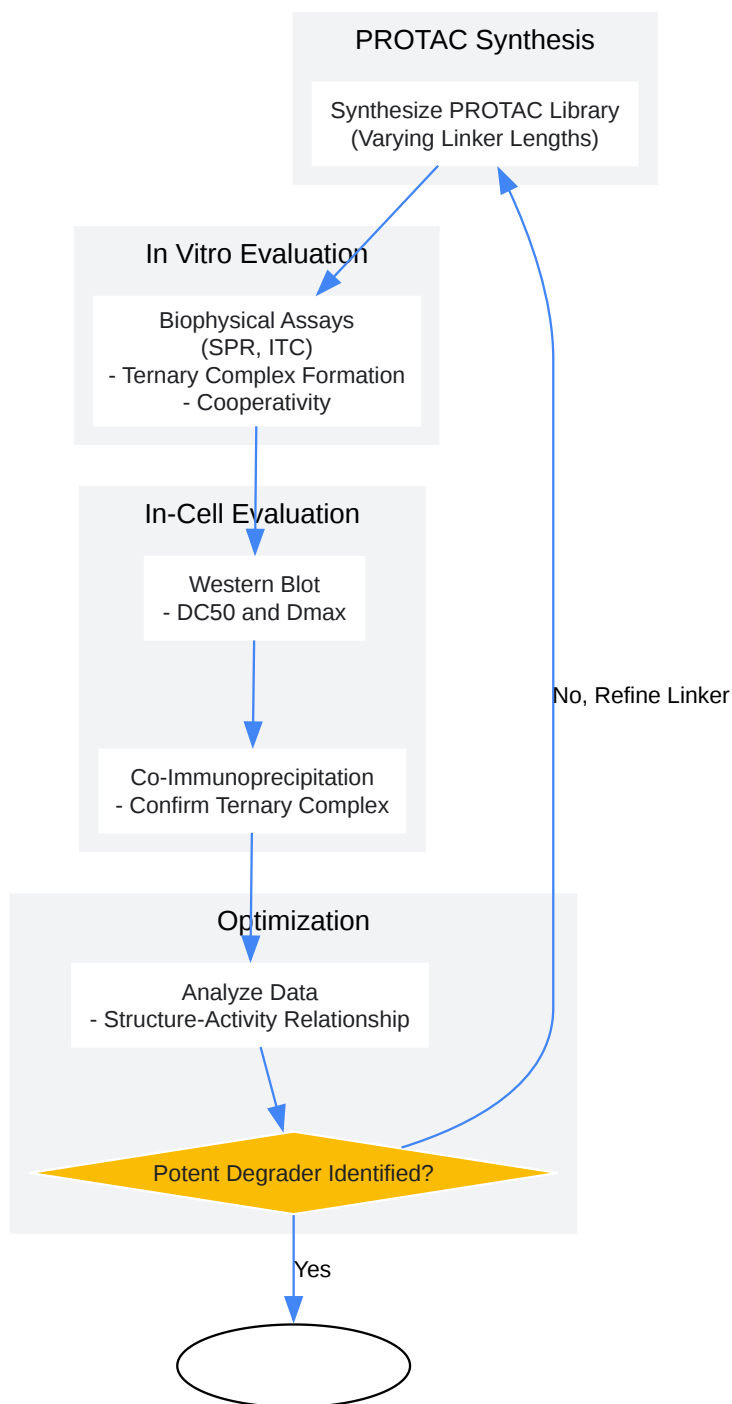 PROTAC Synthesis
Synthesize PROTAC Library
(Varying Linker Lengths)
In Vitro Evaluation
Biophysical Assays
(SPR, ITC)
- Ternary Complex Formation
- Cooperativity
In-Cell Evaluation
Western Blot
- DC50 and Dmax
No, Refine Linker
Co-Immunoprecipitation
- Confirm Ternary Complex
Optimization
Analyze Data
- Structure-Activity Relationship
Potent Degrader Identified?
Yes